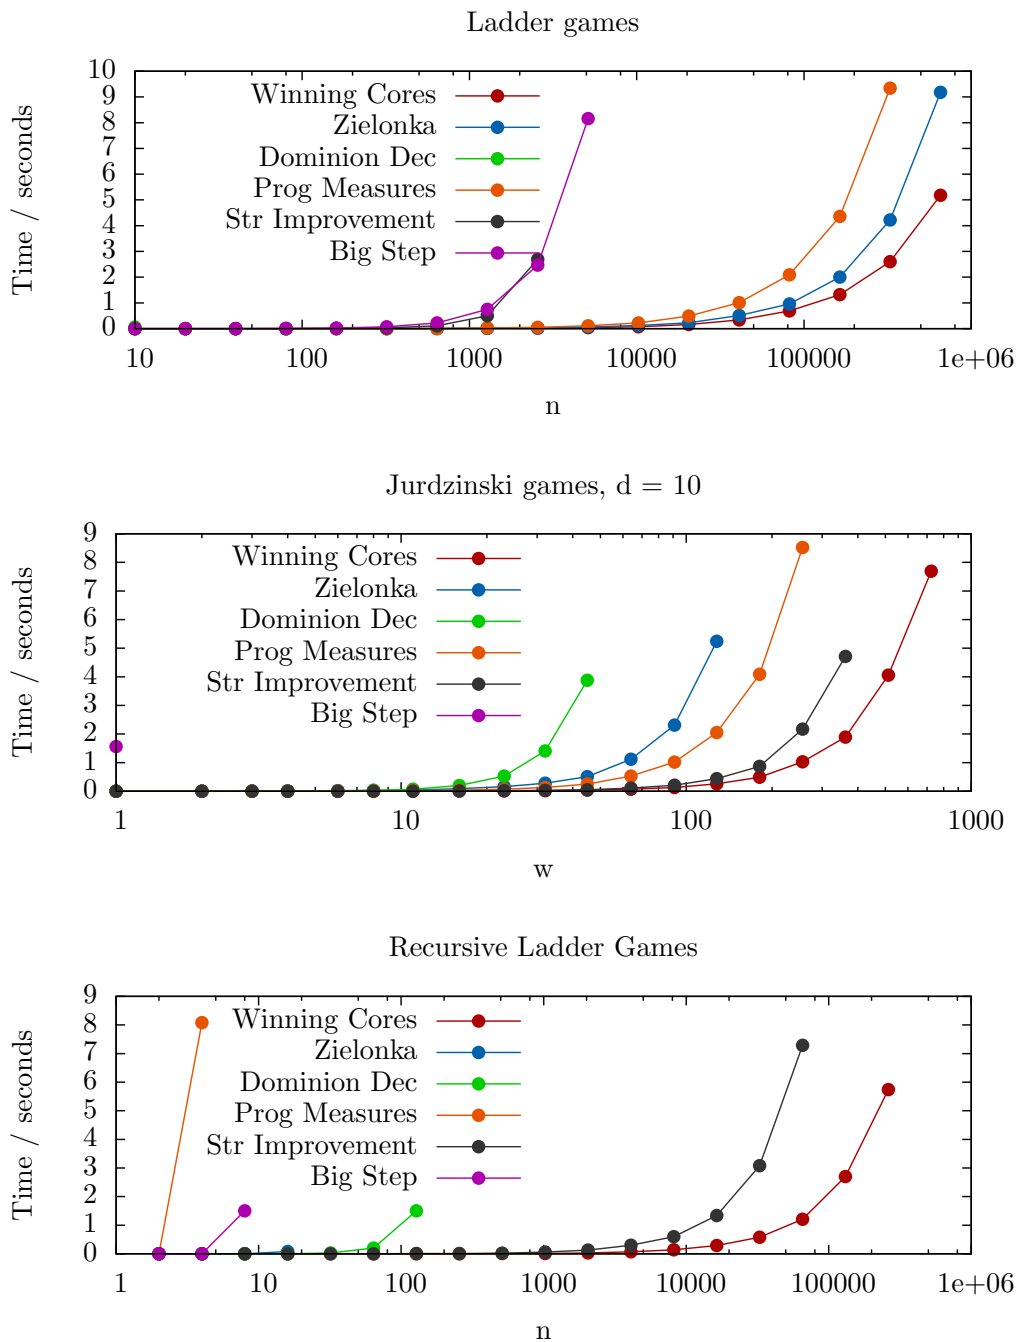 Ladder games
Time / seconds
10
9
8
7
6
5
4
3
2
1
0
Winning Cores
Zielonka
Dominion Dec
Prog Measures
Str Improvement
Big Step
10 100 1000 10000 100000 1e+06
n
Jurdzinski games, d = 10
Time / seconds
9
8
7
6
5
4
3
2
1
0
Winning Cores
Zielonka
Dominion Dec
Prog Measures
Str Improvement
Big Step
1 10 100 1000
w
Recursive Ladder Games
Time / seconds
9
8
7
6
5
4
3
2
1
0
Winning Cores
Zielonka
Dominion Dec
Prog Measures
Str Improvement
Big Step
1 10 100 1000 10000 100000 1e+06
n